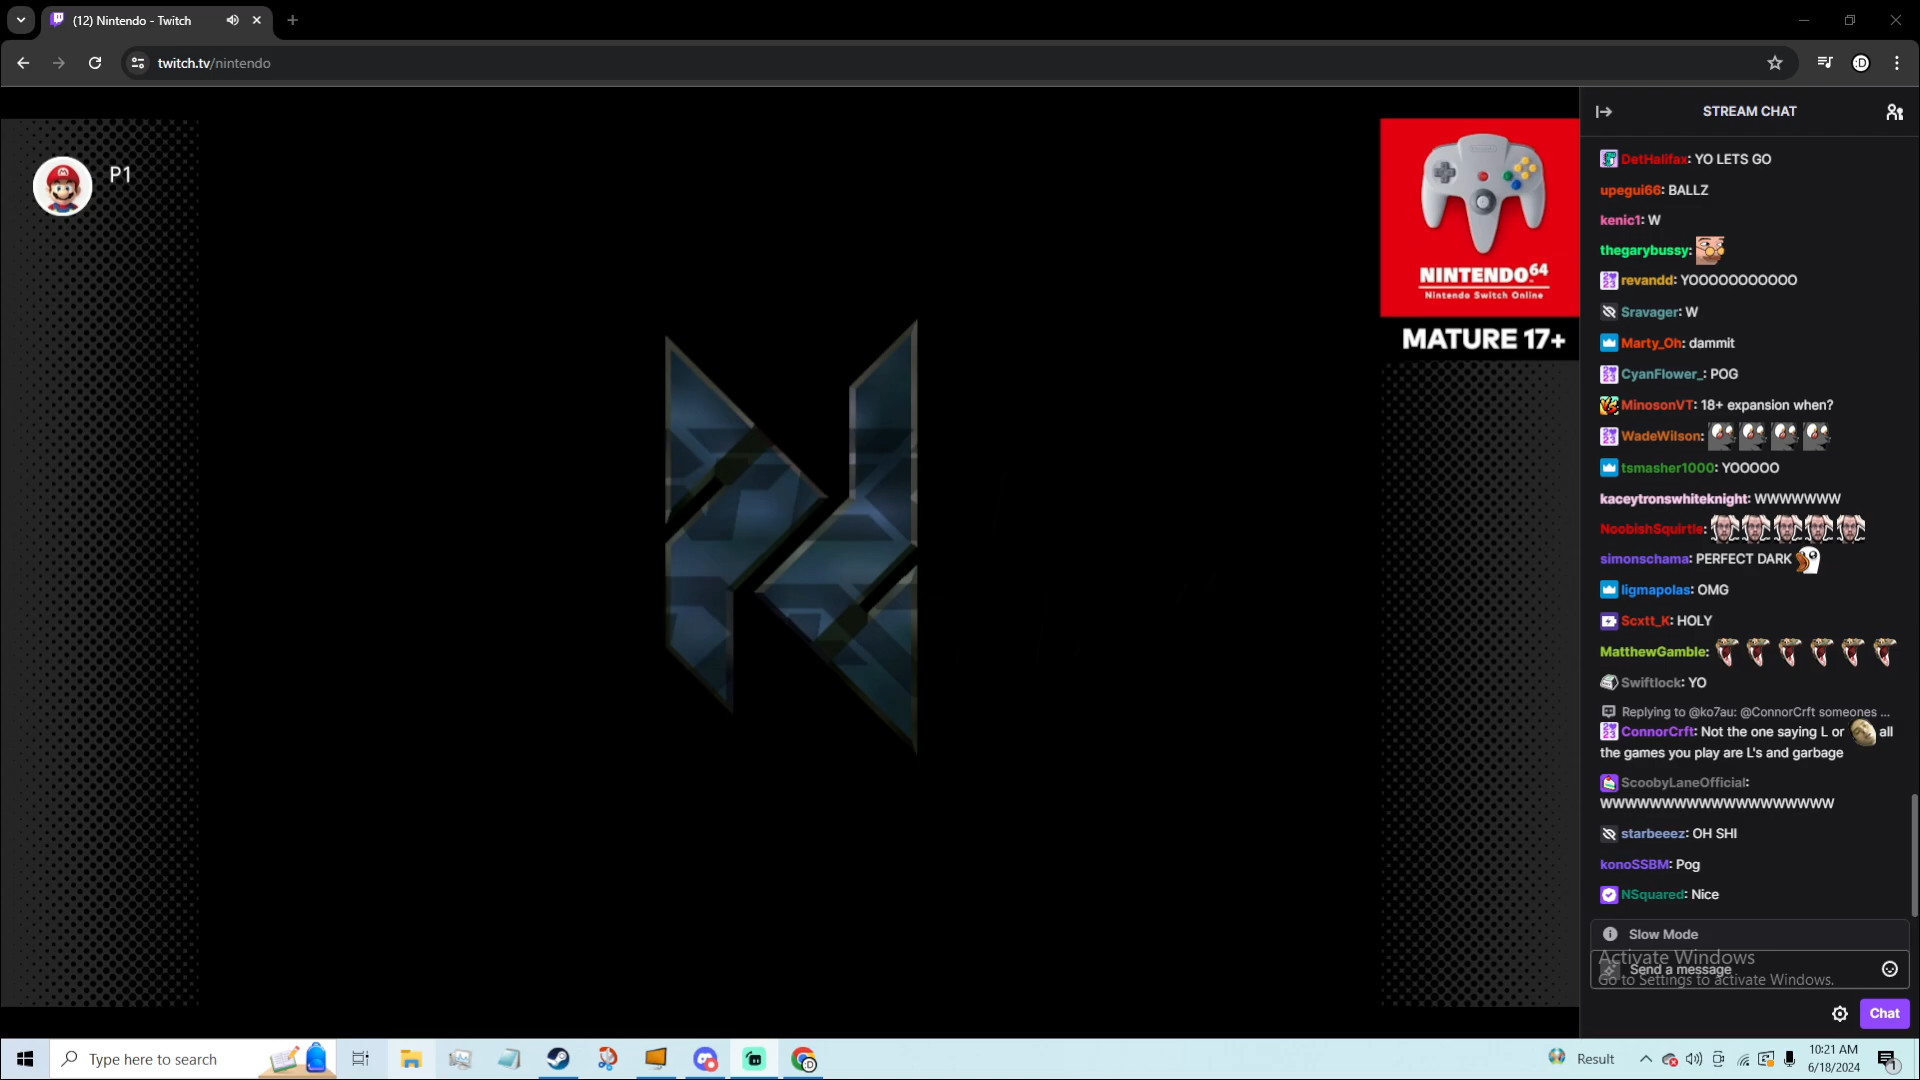 (12) Nintendo - Twitch
twitch.tv/nintendo
P1
NINTENDO 64
Nintendo Switch Online
MATURE 17+
STREAM CHAT
DetHalifax: YO LETS GO
upegui66: BALLZ
kenic1: W
thegarybussy:
revandd: YOOOOOOOOOOO
Sravager: W
Marty_Oh: dammit
CyanFlower_: POG
MinosonVT: 18+ expansion when?
WadeWilson:
tsmasher1000: YOOOOO
kaceytronswhiteknight: WWWWWWW
NoobishSquirtle:
simonschama: PERFECT DARK
ligmapolas: OMG
Scxtt_K: HOLY
MatthewGamble:
Swiftlock: YO
Replying to @ko7au: @ConnorCrft someones ...
ConnorCrft: Not the one saying L or all
the games you play are L's and garbage
ScoobyLaneOfficial:
WWWWWWWWWWWWWWWWWWW
starbeeez: OH SHI
konoSSBM: Pog
NSquared: Nice
Slow Mode
Activate Windows
Send a message
Go to Settings to activate Windows.
Chat
Type here to search
Result
10:21 AM
6/18/2024